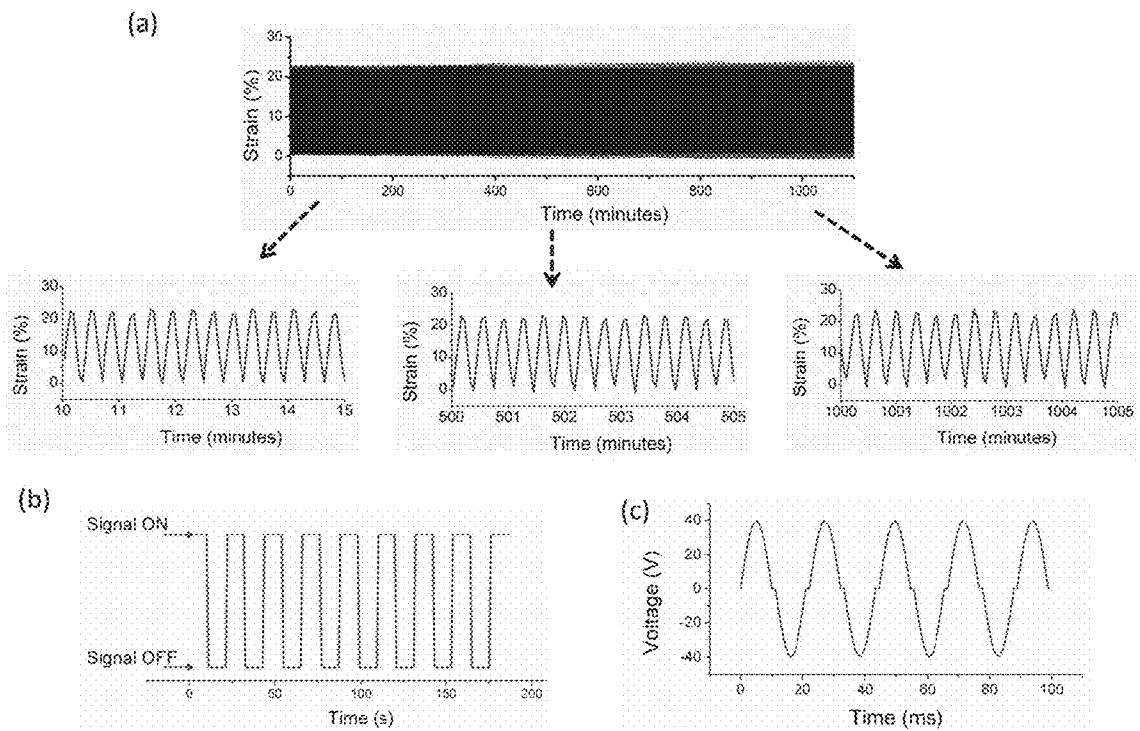 (a)
30
20
10
0
Strain (%)
0 200 400 600 800 1000
Time (minutes)
30
20
10
0
Strain (%)
10 11 12 13 14 15
Time (minutes)
30
20
10
0
Strain (%)
500 501 502 503 504 505
Time (minutes)
30
20
10
0
Strain (%)
1000 1001 1002 1003 1004 1005
Time (minutes)
(b)
Signal ON
Signal OFF
0 50 100 150 200
Time (s)
(c)
40
20
0
-20
-40
Voltage (V)
0 20 40 60 80 100
Time (ms)